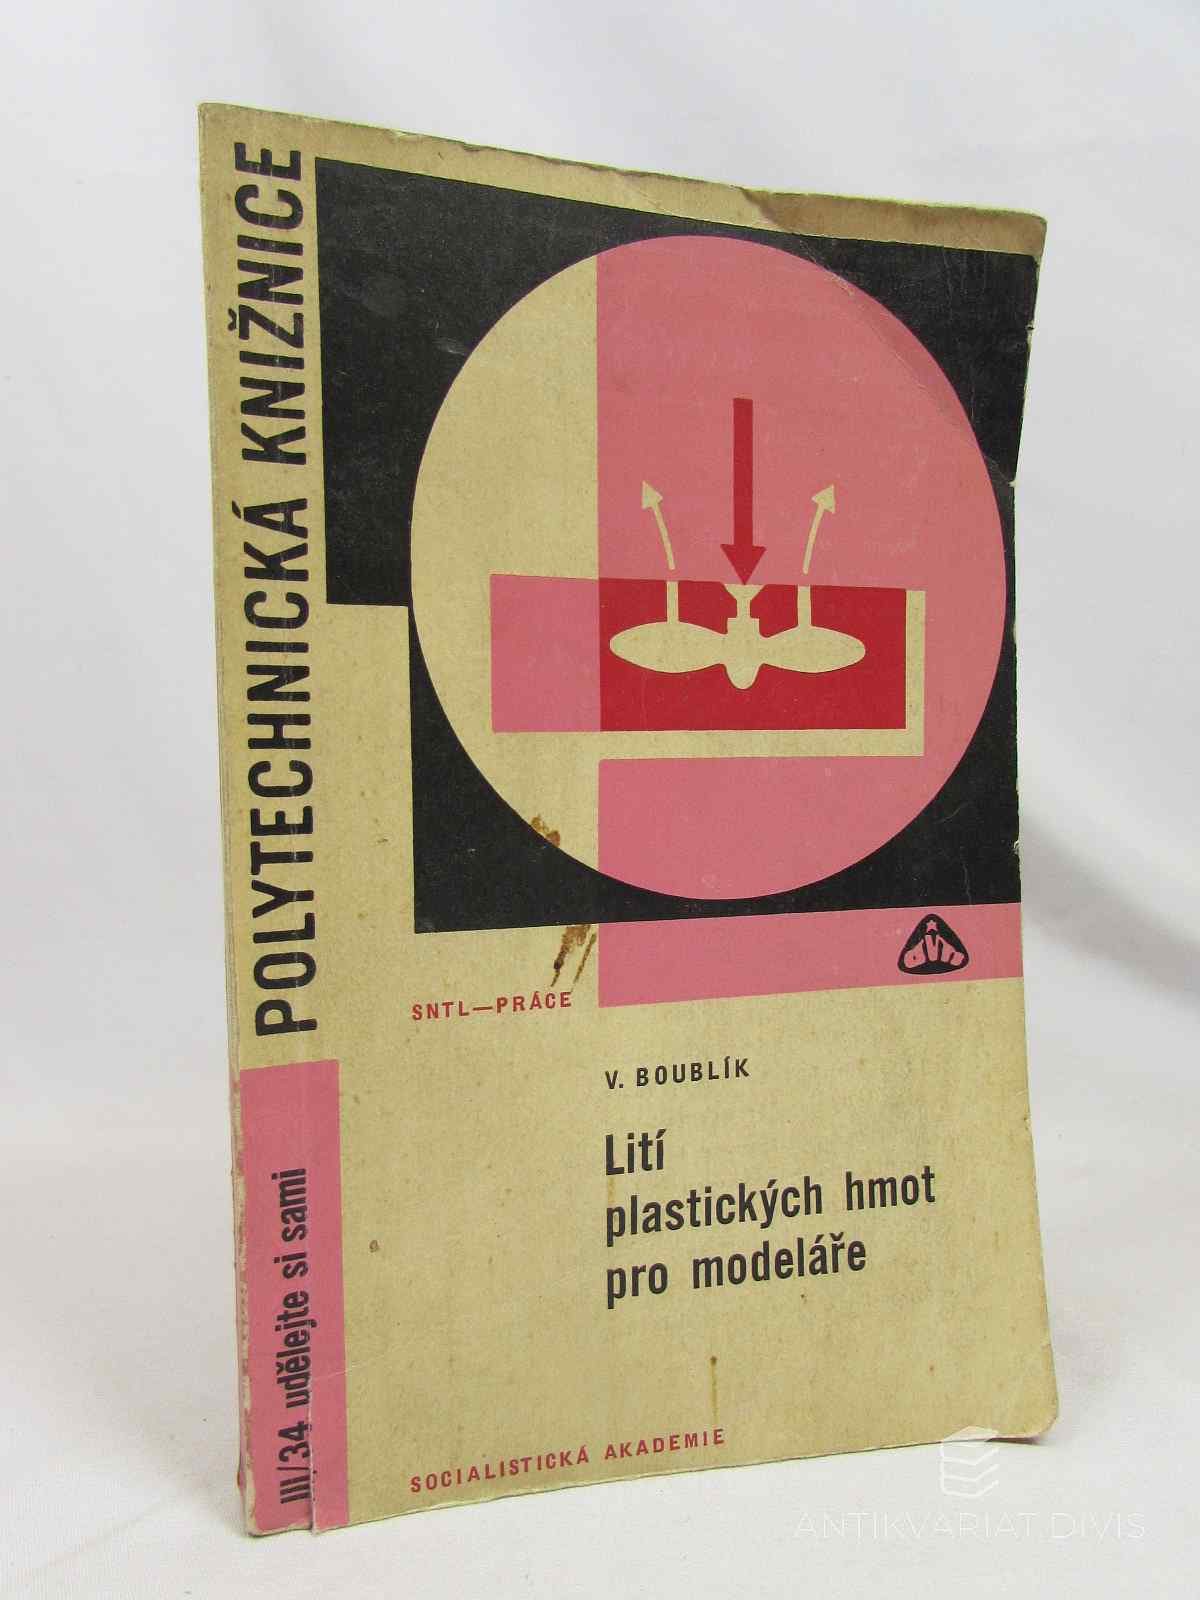 POLYTECHNICKÁ KNIŽNICE
III/34 udělejte si sami
SNTL—PRÁCE
V. BOUBLÍK
Lití
plastických hmot
pro modeláře
SOCIALISTICKÁ AKADEMIE
ANTIKVARIAT DIVIS